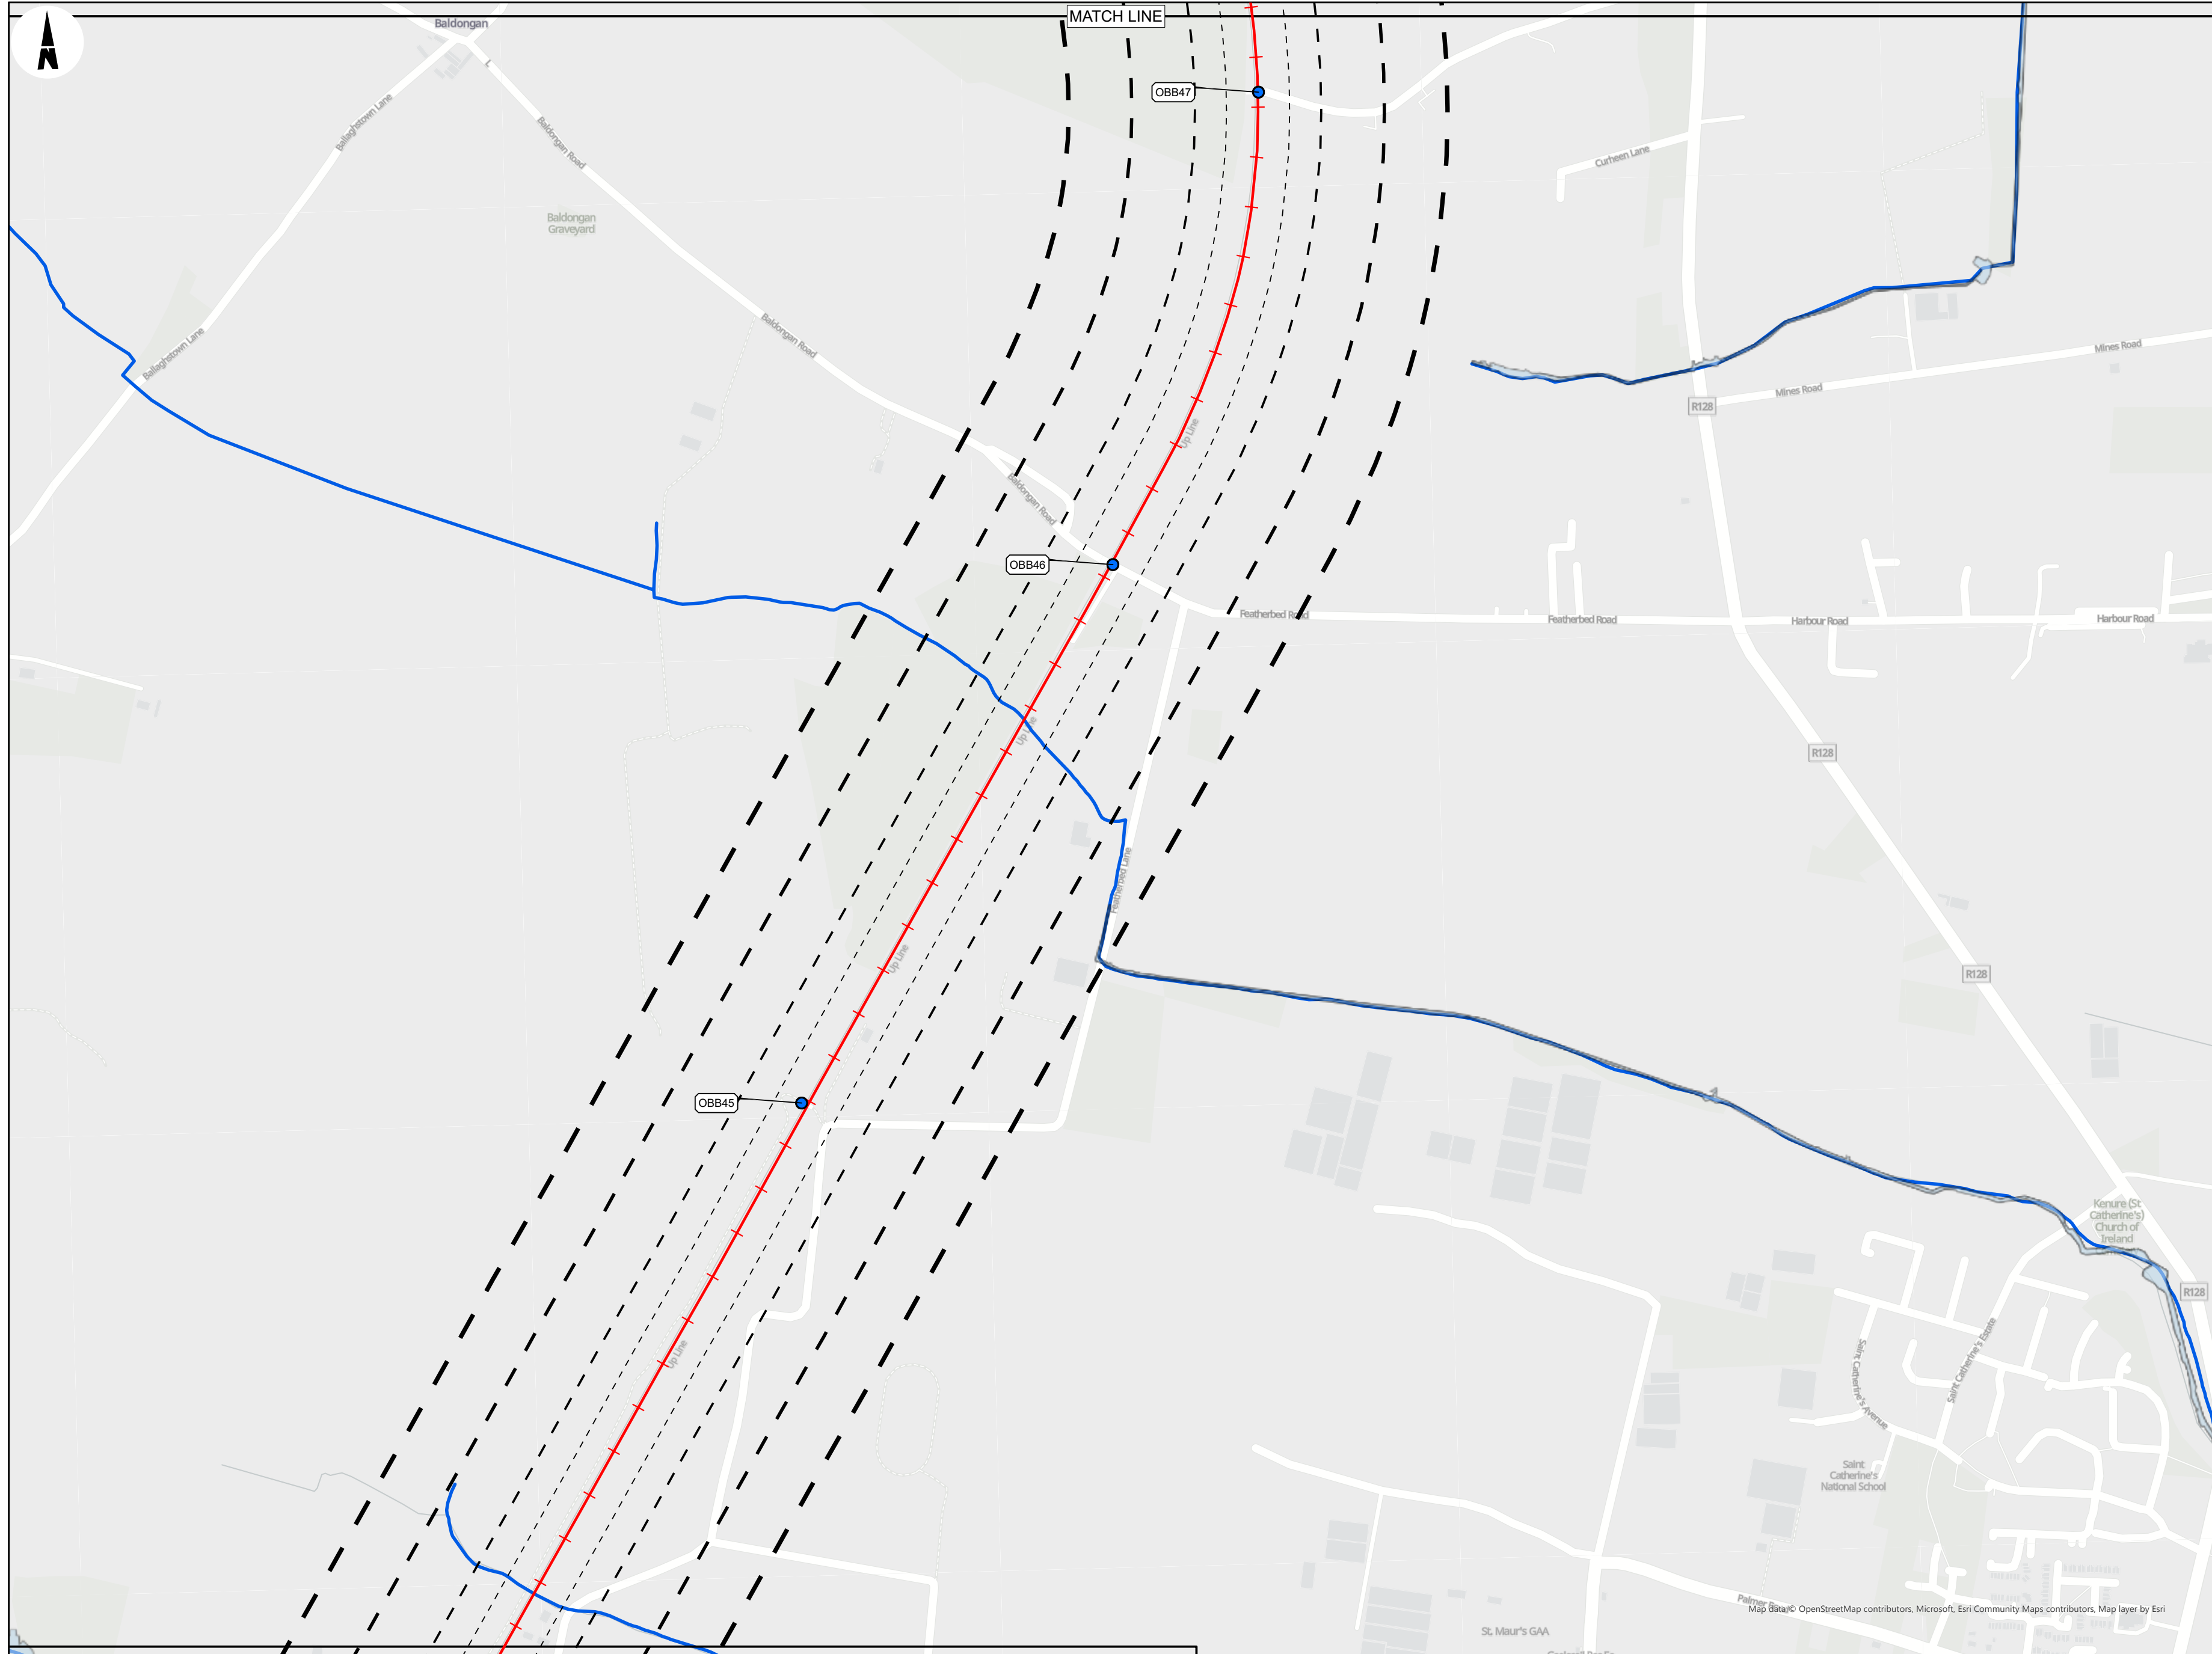 MATCH LINE
Baldongan
OBB47
Ballaghstown Lane
Baldongan Road
Curheen Lane
Baldongan
Graveyard
Ballaghstown Lane
Baldongan Road
Mines Road
Mines Road
R128
Up Line
Baldongan Road
OBB46
Featherbed Road
Featherbed Road
Harbour Road
Harbour Road
Up Line
R128
Featherbed Lane
Up Line
R128
OBB45
Kenure (St
Catherine's)
Church of
Ireland
R128
Up Line
Saint Catherine's Avenue
Saint Catherine's Estate
Saint
Catherine's
National School
Palmer
Map data © OpenStreetMap contributors, Microsoft, Esri Community Maps contributors, Map layer by Esri
St. Maur's GAA